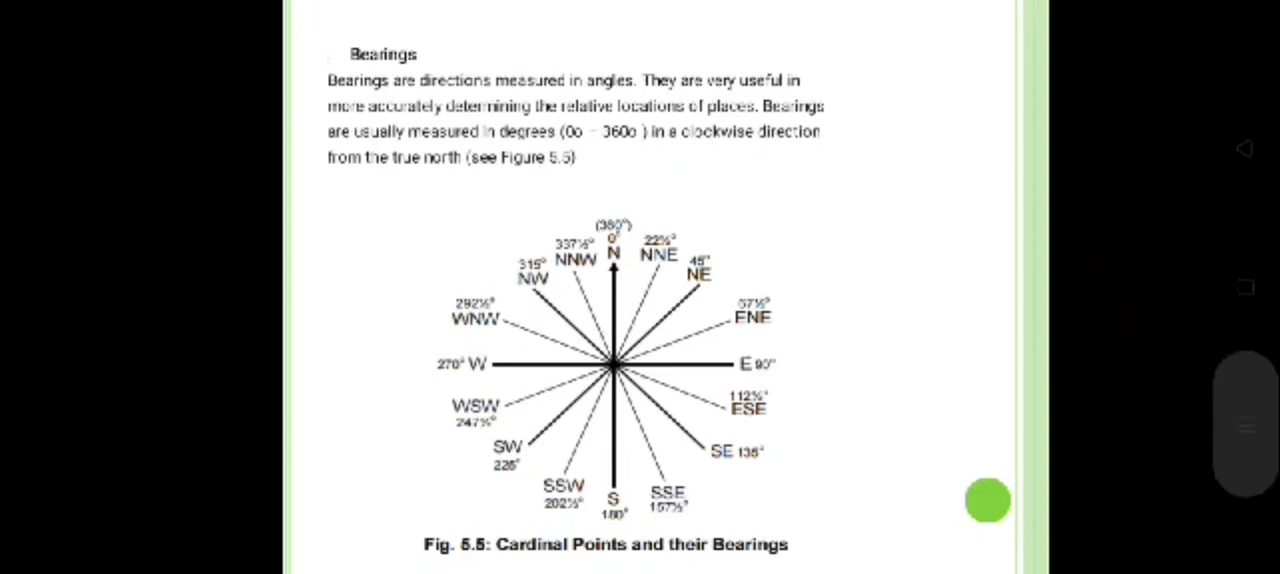 Bearings
Bearings are directions measured in angles. They are very useful in
more accurately determining the relative locations of places. Bearings
are usually measured in degrees (0o – 360o ) in a clockwise direction
from the true north (see Figure 5.5)
(360°)
0°
N
337½°
NNW
22½°
NNE
315°
NW
45°
NE
292½°
WNW
67½°
ENE
270° W
E 90°
WSW
247½°
112½°
ESE
SW
225°
SE 135°
SSW
202½°
S
180°
SSE
157½°
Fig. 5.5: Cardinal Points and their Bearings